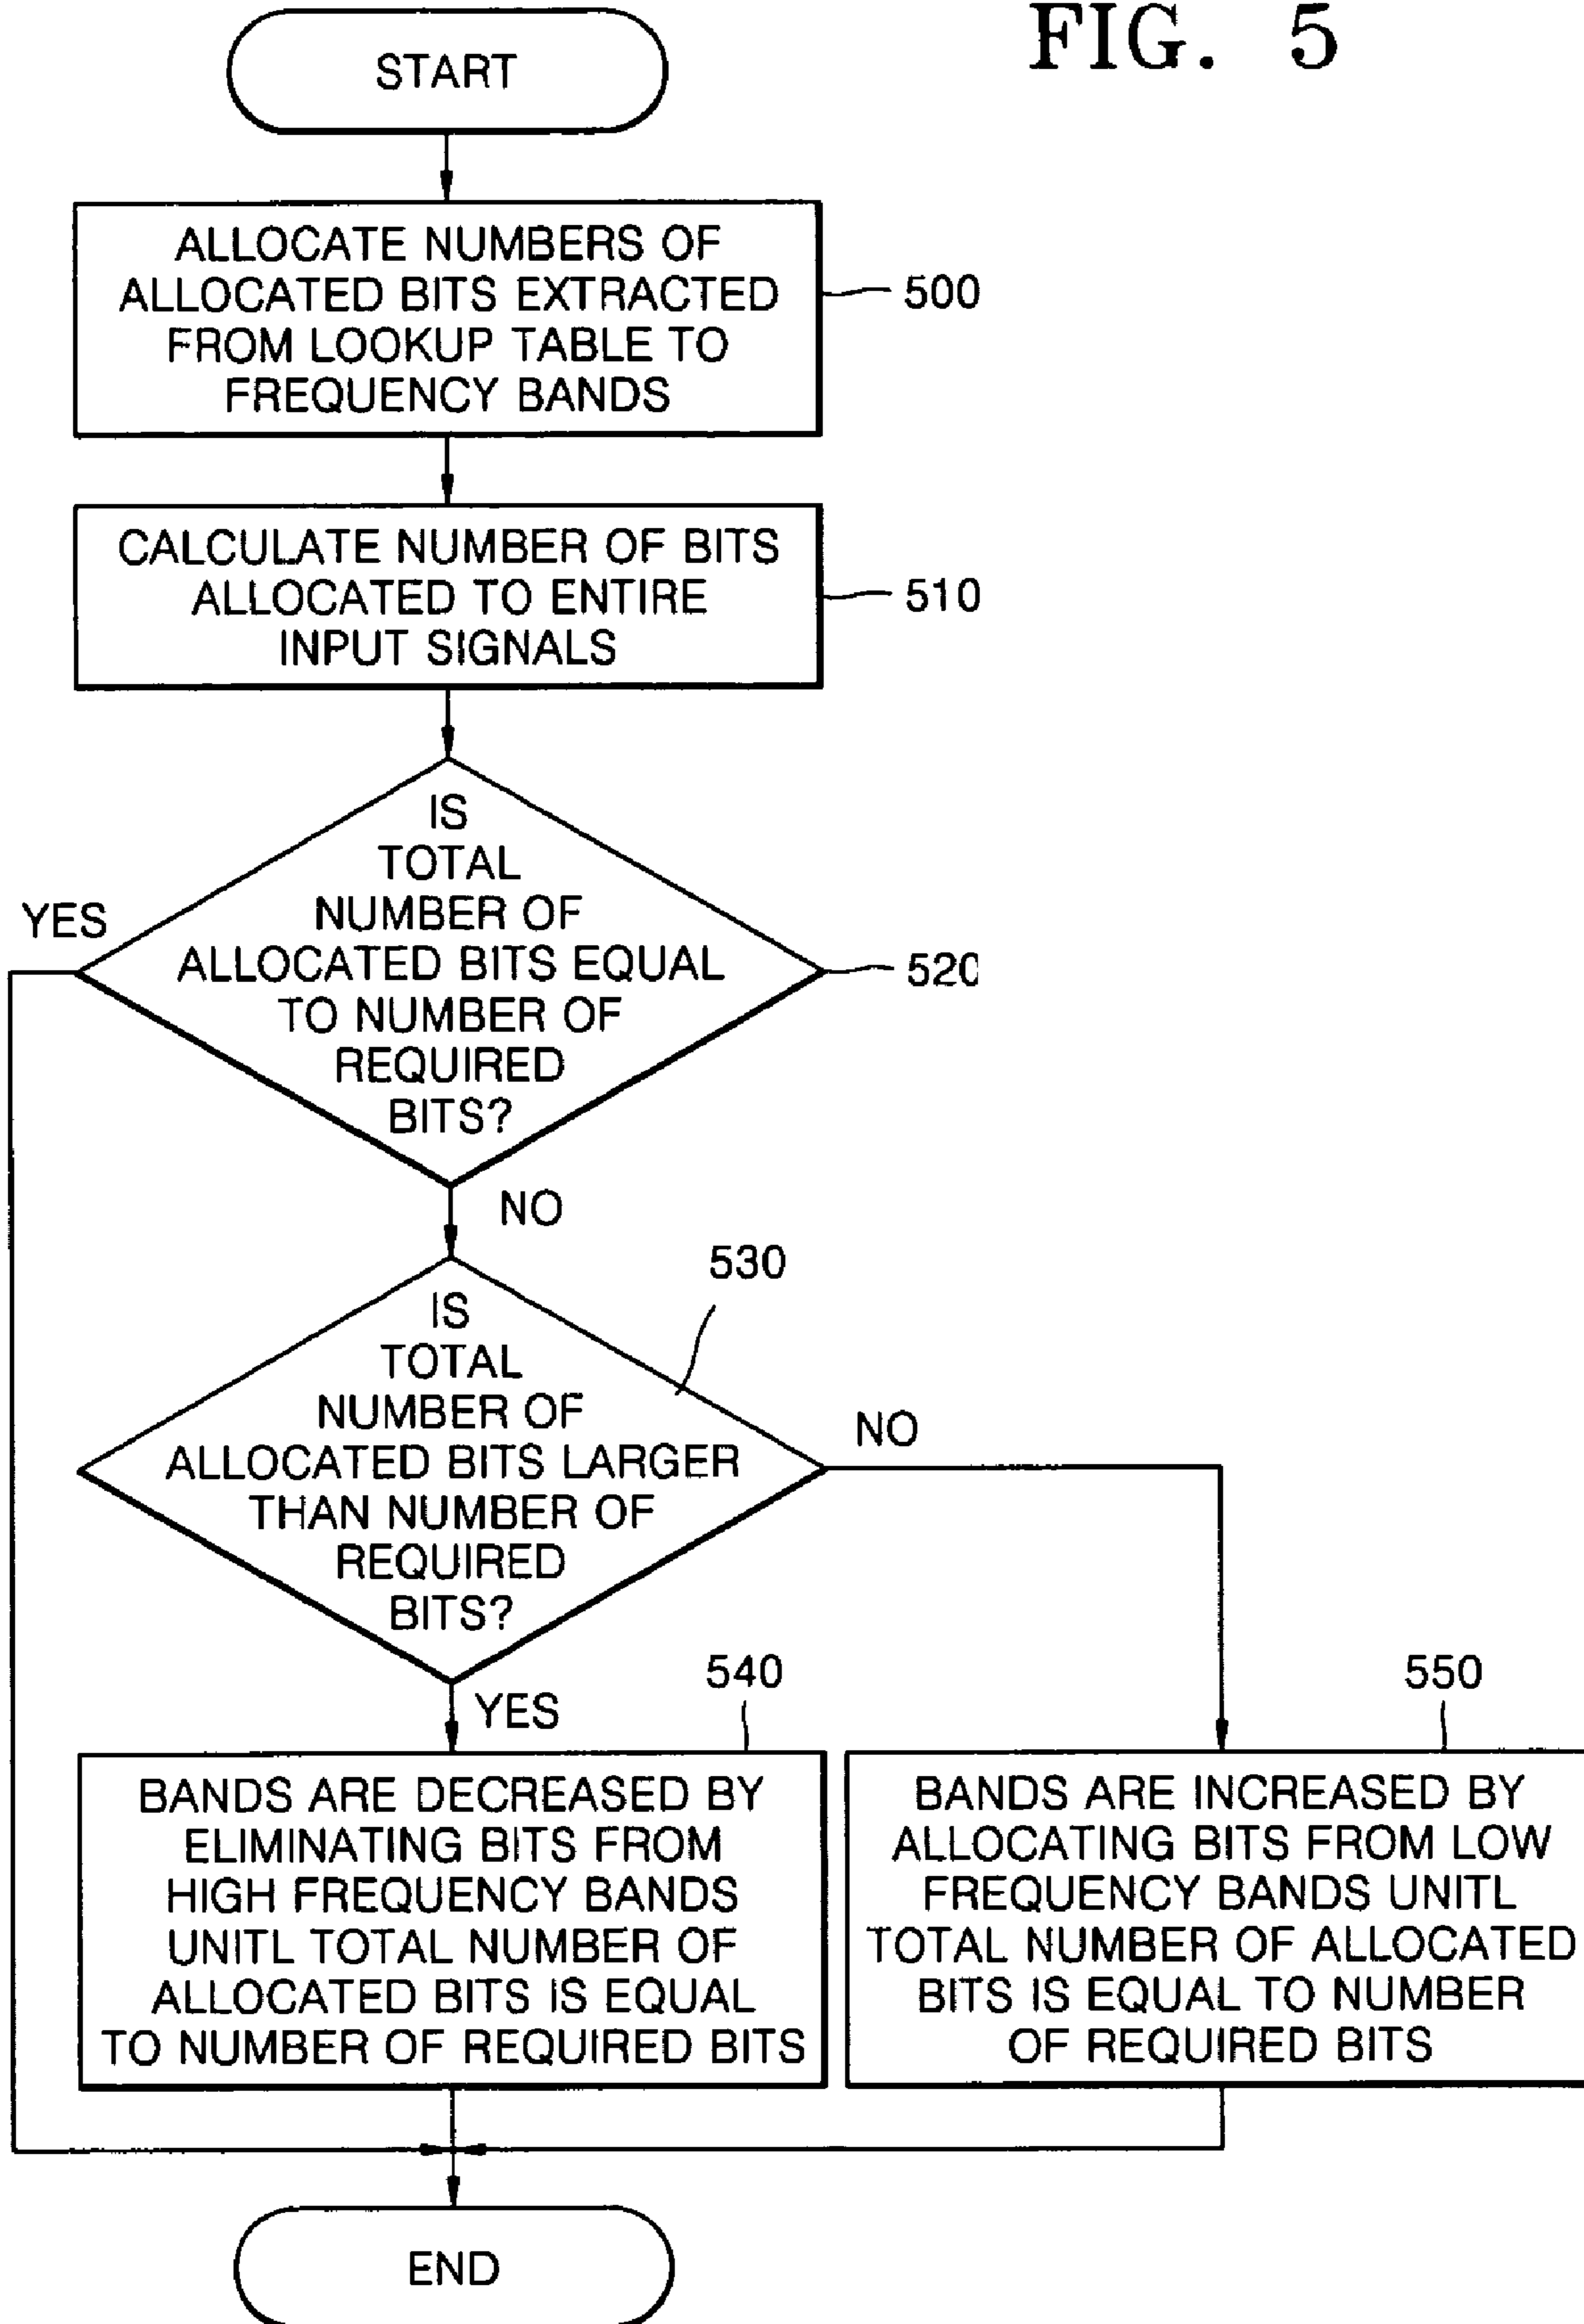 FIG. 5
START
ALLOCATE NUMBERS OF
ALLOCATED BITS EXTRACTED
FROM LOOKUP TABLE TO
FREQUENCY BANDS
500
CALCULATE NUMBER OF BITS
ALLOCATED TO ENTIRE
INPUT SIGNALS
510
IS
TOTAL
NUMBER OF
ALLOCATED BITS EQUAL
TO NUMBER OF
REQUIRED
BITS?
YES
520
NO
530
IS
TOTAL
NUMBER OF
ALLOCATED BITS LARGER
THAN NUMBER OF
REQUIRED
BITS?
NO
YES
540
550
BANDS ARE DECREASED BY
ELIMINATING BITS FROM
HIGH FREQUENCY BANDS
UNITL TOTAL NUMBER OF
ALLOCATED BITS IS EQUAL
TO NUMBER OF REQUIRED BITS
BANDS ARE INCREASED BY
ALLOCATING BITS FROM LOW
FREQUENCY BANDS UNITL
TOTAL NUMBER OF ALLOCATED
BITS IS EQUAL TO NUMBER
OF REQUIRED BITS
END